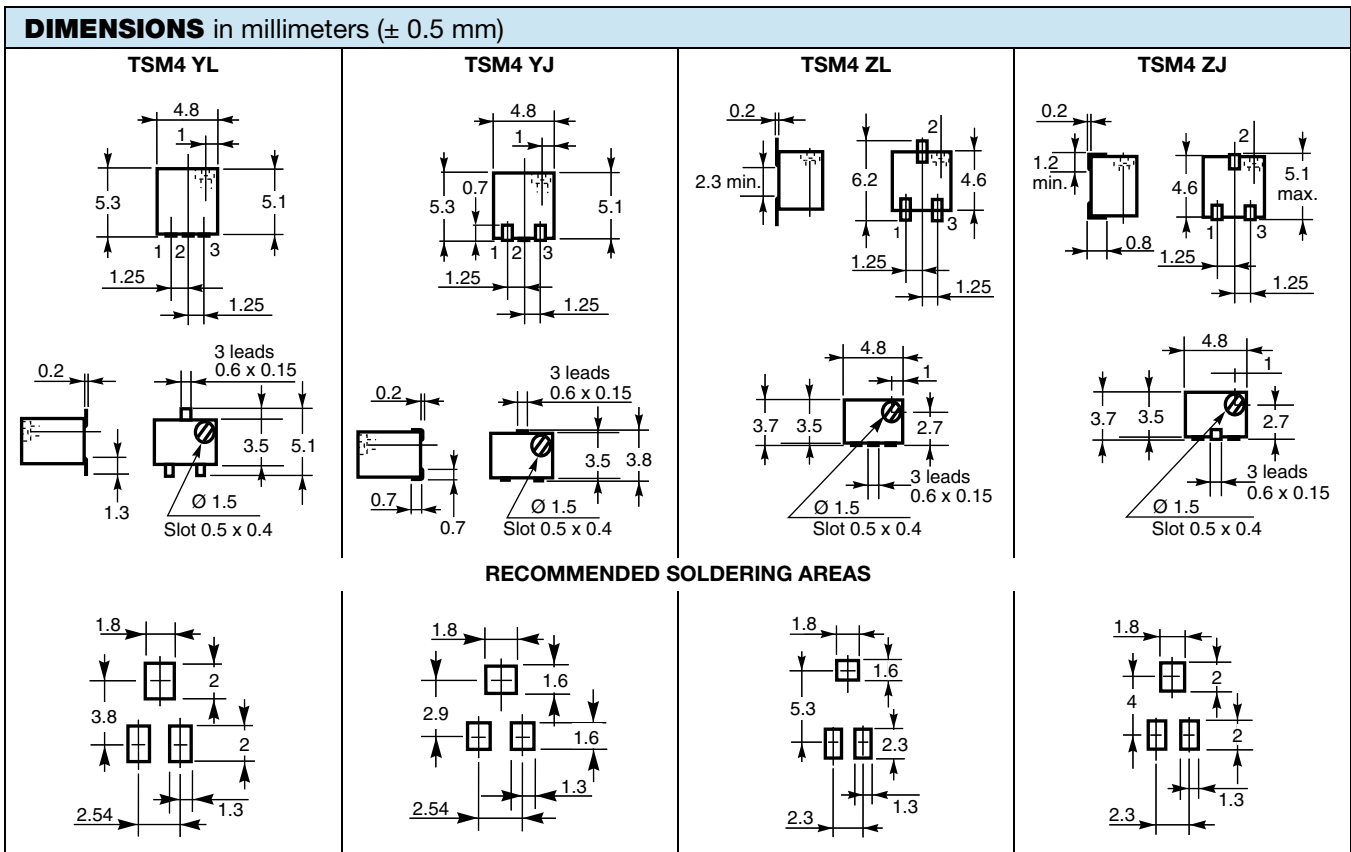 DIMENSIONS in millimeters (± 0.5 mm)
TSM4 YL
TSM4 YJ
TSM4 ZL
TSM4 ZJ
4.8
1
5.3
5.1
1 2 3
1.25
1.25
4.8
1
0.7
5.3
5.1
1 2 3
1.25
1.25
0.2
2.3 min.
2
6.2
4.6
1
3
1.25
1.25
0.2
1.2
min.
0.8
2
4.6
5.1
max.
1
3
1.25
1.25
0.2
1.3
3 leads
0.6 x 0.15
3.5
5.1
Ø 1.5
Slot 0.5 x 0.4
0.2
0.7
0.7
3 leads
0.6 x 0.15
3.5
3.8
Ø 1.5
Slot 0.5 x 0.4
4.8
1
3.7
3.5
2.7
3 leads
0.6 x 0.15
Ø 1.5
Slot 0.5 x 0.4
4.8
1
3.7
3.5
2.7
3 leads
0.6 x 0.15
Ø 1.5
Slot 0.5 x 0.4
RECOMMENDED SOLDERING AREAS
1.8
2
3.8
2
1.3
2.54
1.8
1.6
2.9
1.6
1.3
2.54
1.8
1.6
5.3
2.3
1.3
2.3
1.8
2
4
2
1.3
2.3